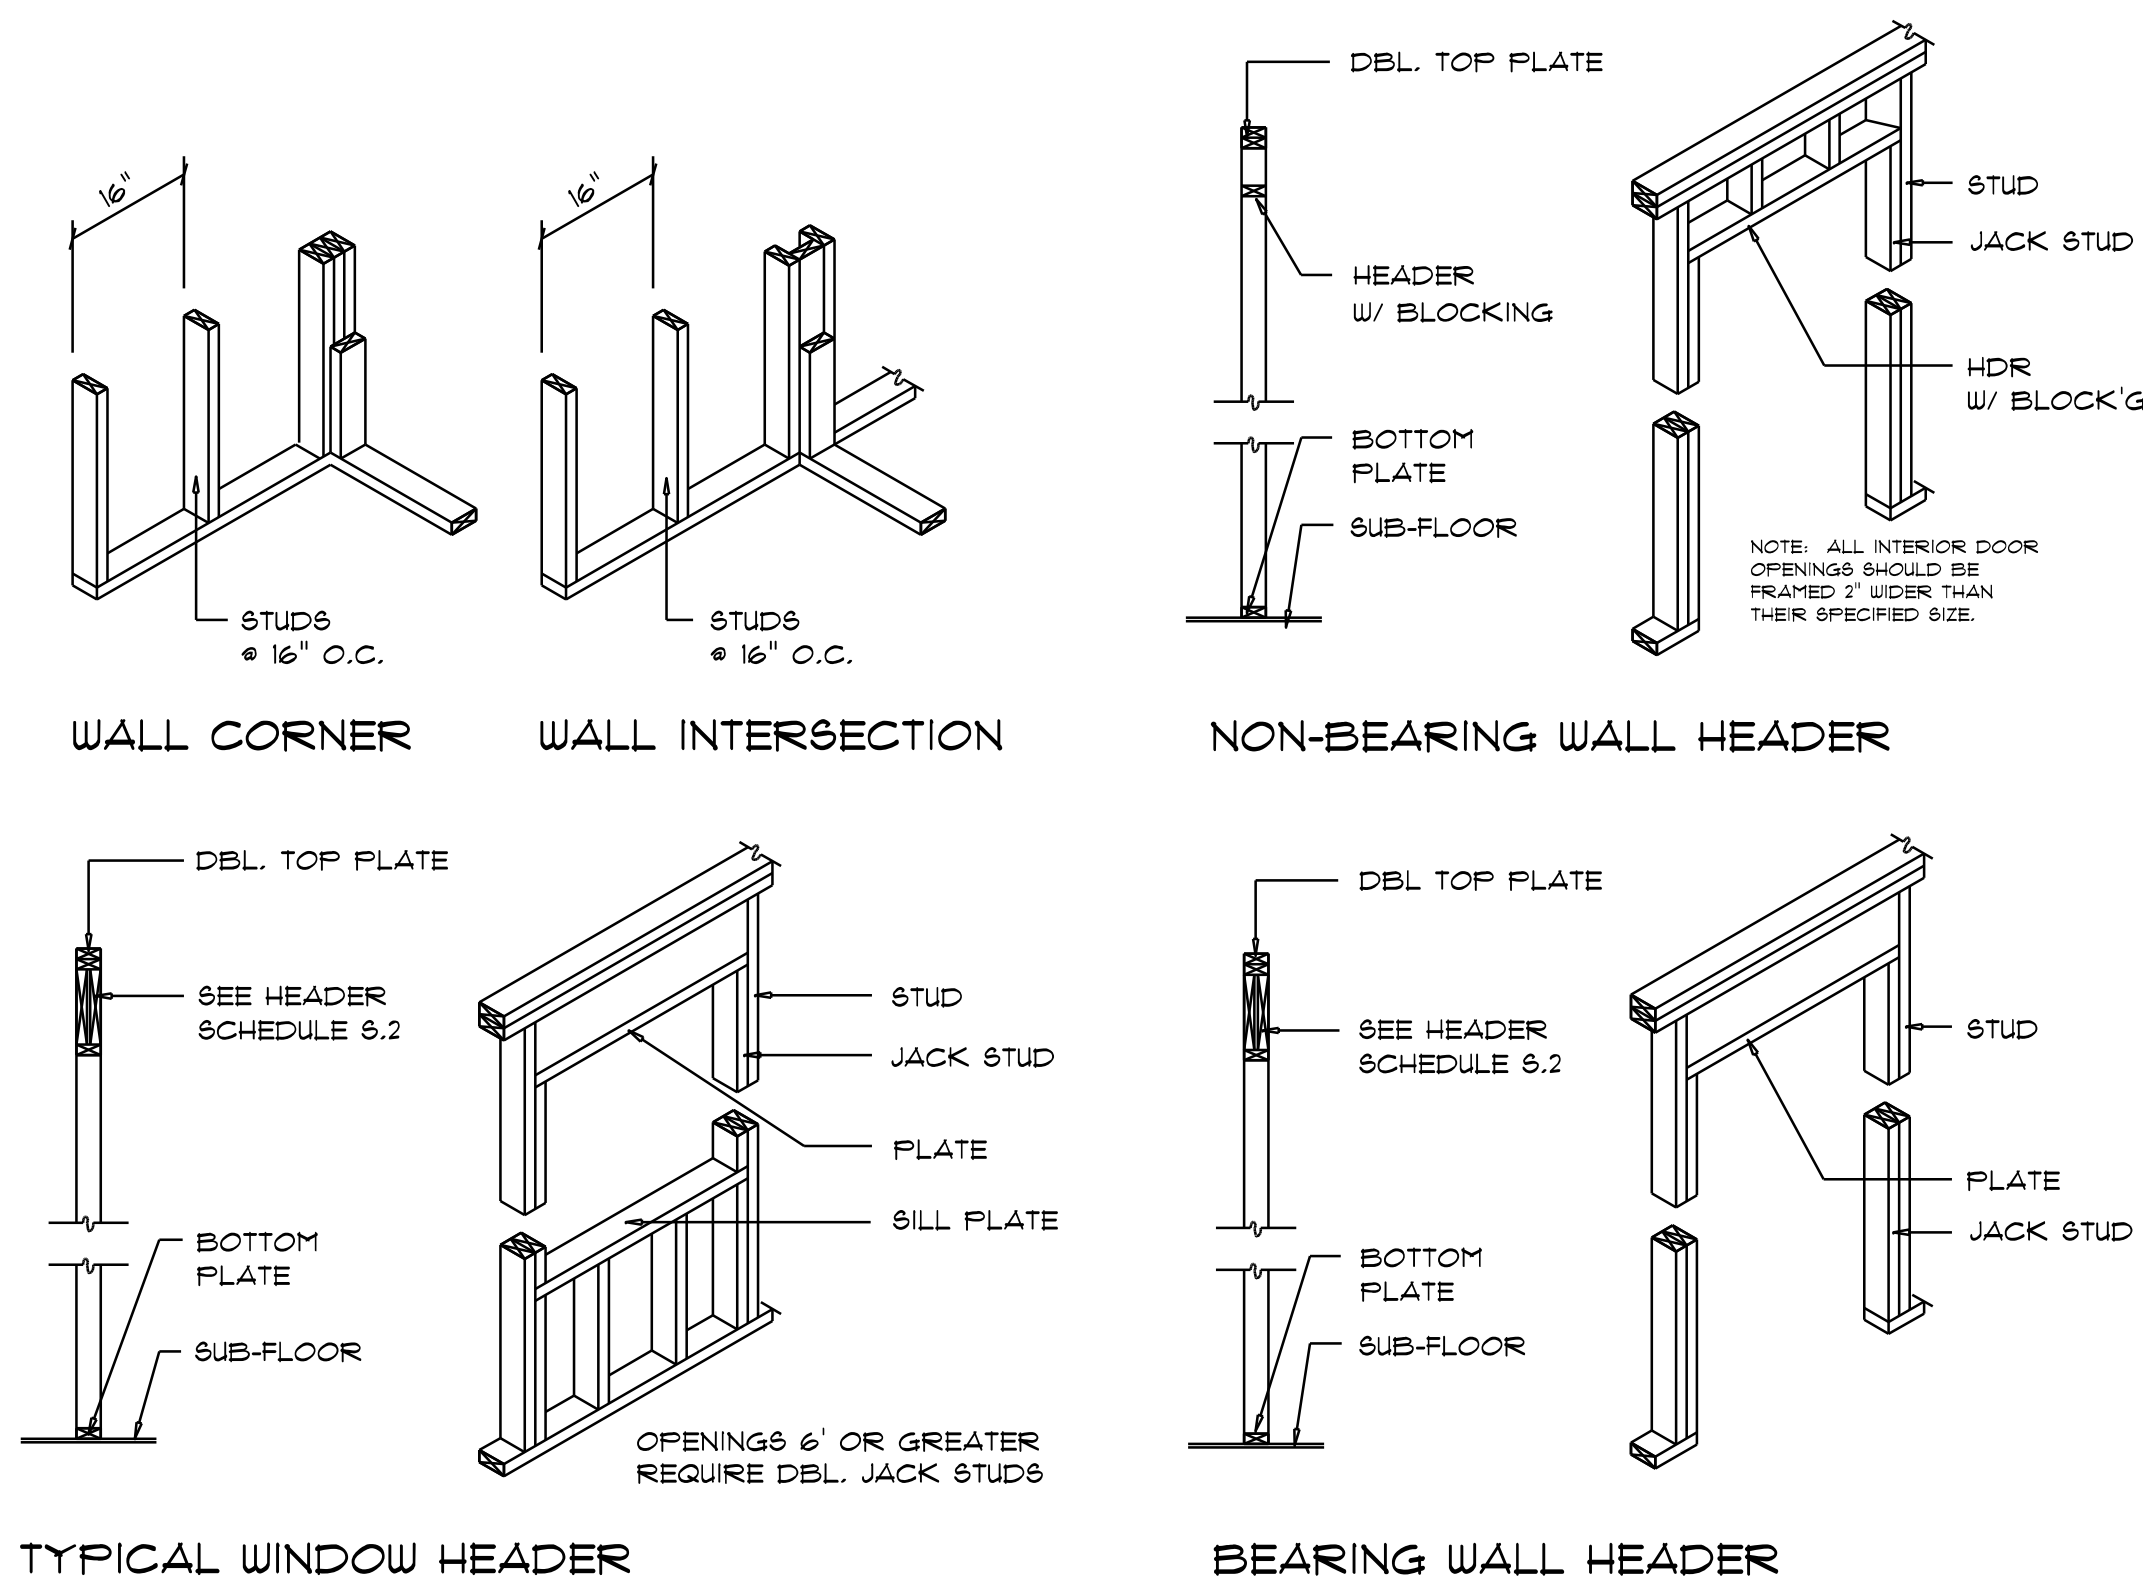 16"
STUDS
@ 16" O.C.
WALL CORNER
16"
STUDS
@ 16" O.C.
WALL INTERSECTION
DBL. TOP PLATE
HEADER
W/ BLOCKING
BOTTOM
PLATE
SUB-FLOOR
STUD
JACK STUD
HDR
W/ BLOCK'G
NOTE: ALL INTERIOR DOOR
OPENINGS SHOULD BE
FRAMED 2" WIDER THAN
THEIR SPECIFIED SIZE.
NON-BEARING WALL HEADER
DBL. TOP PLATE
SEE HEADER
SCHEDULE S.2
BOTTOM
PLATE
SUB-FLOOR
STUD
JACK STUD
PLATE
SILL PLATE
OPENINGS 6' OR GREATER
REQUIRE DBL. JACK STUDS
TYPICAL WINDOW HEADER
DBL TOP PLATE
SEE HEADER
SCHEDULE S.2
BOTTOM
PLATE
SUB-FLOOR
STUD
PLATE
JACK STUD
BEARING WALL HEADER